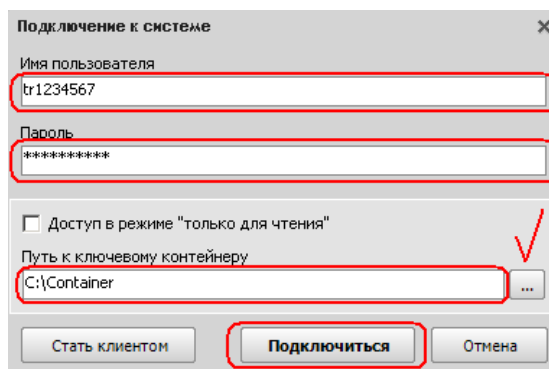 Подключение к системе
Имя пользователя
tr1234567
Пароль
**********
Доступ в режиме "только для чтения"
Путь к ключевому контейнеру
C:\Container
...
Стать клиентом
Подключиться
Отмена